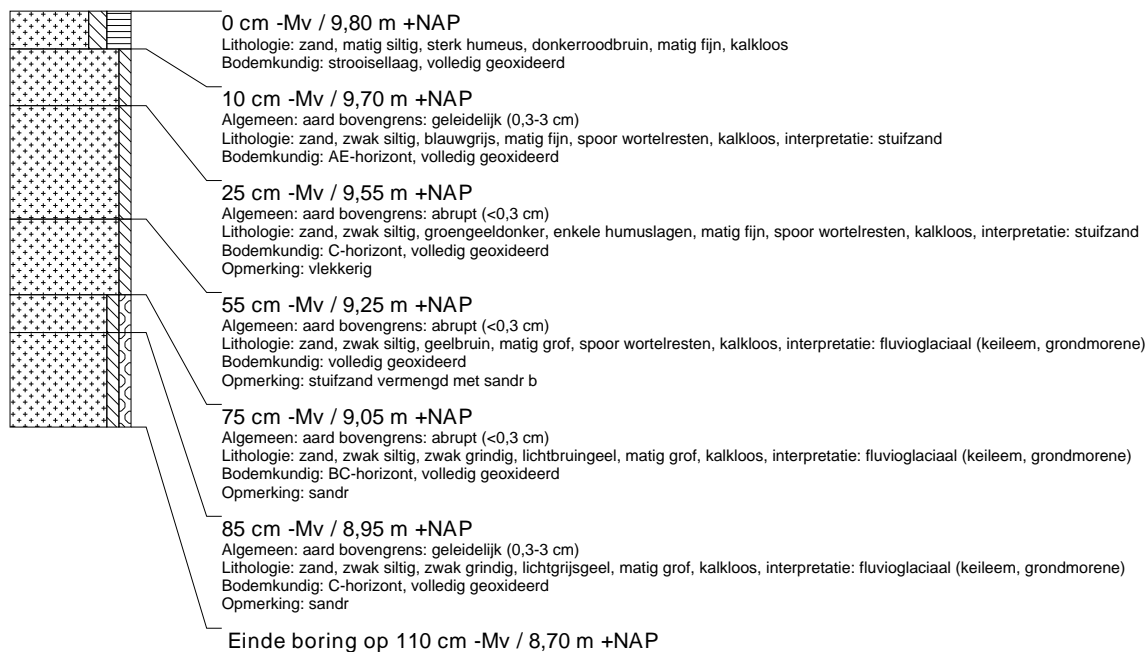 0 cm -Mv / 9,80 m +NAP
Lithologie: zand, matig siltig, sterk humeus, donkerroodbruin, matig fijn, kalkloos
Bodemkundig: strooisellaag, volledig geoxideerd
10 cm -Mv / 9,70 m +NAP
Algemeen: aard bovengrens: geleidelijk (0,3-3 cm)
Lithologie: zand, zwak siltig, blauwgrijs, matig fijn, spoor wortelresten, kalkloos, interpretatie: stuifzand
Bodemkundig: AE-horizont, volledig geoxideerd
25 cm -Mv / 9,55 m +NAP
Algemeen: aard bovengrens: abrupt (<0,3 cm)
Lithologie: zand, zwak siltig, groengeeldonker, enkele humuslagen, matig fijn, spoor wortelresten, kalkloos, interpretatie: stuifzand
Bodemkundig: C-horizont, volledig geoxideerd
Opmerking: vlekkerig
55 cm -Mv / 9,25 m +NAP
Algemeen: aard bovengrens: abrupt (<0,3 cm)
Lithologie: zand, zwak siltig, geelbruin, matig grof, spoor wortelresten, kalkloos, interpretatie: fluvioglaciaal (keileem, grondmorene)
Bodemkundig: volledig geoxideerd
Opmerking: stuifzand vermengd met sandr b
75 cm -Mv / 9,05 m +NAP
Algemeen: aard bovengrens: abrupt (<0,3 cm)
Lithologie: zand, zwak siltig, zwak grindig, lichtbruingeel, matig grof, kalkloos, interpretatie: fluvioglaciaal (keileem, grondmorene)
Bodemkundig: BC-horizont, volledig geoxideerd
Opmerking: sandr
85 cm -Mv / 8,95 m +NAP
Algemeen: aard bovengrens: geleidelijk (0,3-3 cm)
Lithologie: zand, zwak siltig, zwak grindig, lichtgrijsgeel, matig grof, kalkloos, interpretatie: fluvioglaciaal (keileem, grondmorene)
Bodemkundig: C-horizont, volledig geoxideerd
Opmerking: sandr
Einde boring op 110 cm -Mv / 8,70 m +NAP